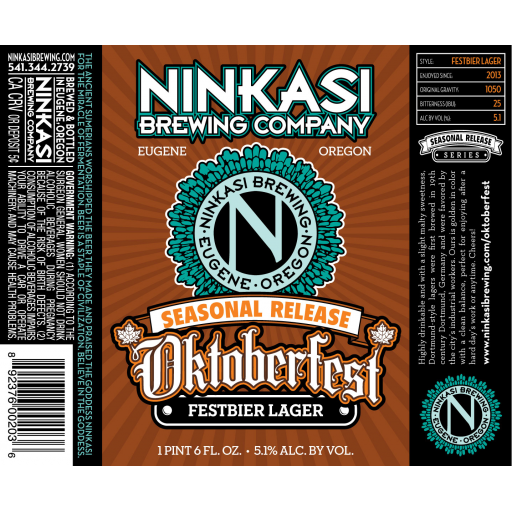 NINKASIBREWING.COM
541.344.2739
BREWED & BOTTLED
IN EUGENE, OREGON
NINKASI
BREWING COMPANY
CA CRV OR DEPOSIT 5¢
THE ANCIENT SUMERIANS WORSHIPPED THE BEER THEY MADE AND PRAISED THE GODDESS NINKASI
FOR THE MIRACLE OF FERMENTATION. BEER IS A STAPLE OF CIVILIZATION. BELIEVE IN THE GODDESS.
GOVERNMENT WARNING: (1) ACCORDING TO THE
SURGEON GENERAL, WOMEN SHOULD NOT DRINK
ALCOHOLIC BEVERAGES DURING PREGNANCY
BECAUSE OF THE RISK OF BIRTH DEFECTS. (2)
CONSUMPTION OF ALCOHOLIC BEVERAGES IMPAIRS
YOUR ABILITY TO DRIVE A CAR OR OPERATE
MACHINERY AND MAY CAUSE HEALTH PROBLEMS.
8 92376 00203 6
NINKASI
BREWING COMPANY
EUGENE OREGON
NINKASI BREWING
N
EUGENE · OREGON
SEASONAL RELEASE
Oktoberfest
FESTBIER LAGER
1 PINT 6 FL. OZ. • 5.1% ALC. BY VOL.
STYLE: FESTBIER LAGER
ENJOYED SINCE: 2013
ORIGINAL GRAVITY: 1050
BITTERNESS (IBU): 25
ALC BY VOL (%): 5.1
SEASONAL RELEASE
SERIES
Highly drinkable and with a slight malty sweetness,
Dortmund-style lagers were first brewed in 19th
century Dortmund, Germany and were favored by
the city's industrial workers. Ours is golden in color
with a clean balance, perfect for enjoying after a
hard day's work or anytime. Cheers!
www.ninkasibrewing.com/oktoberfest
NINKASI BREWING
N
EUGENE · OREGON